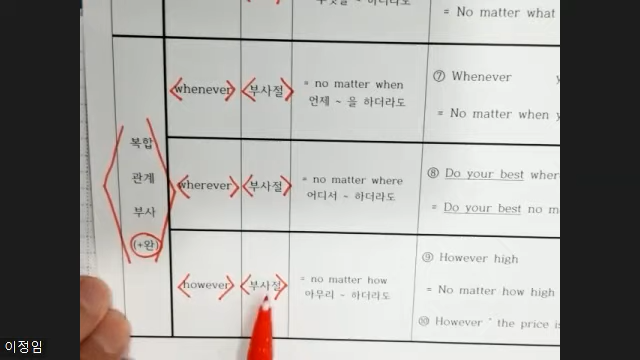 - 하더라도
= No matter what
복합
관계
부사
(+완)
whenever
부사절
= no matter when
언제 ~ 을 하더라도
⑦ Whenever
= No matter when
wherever
부사절
= no matter where
어디서 ~ 하더라도
⑧ Do your best
= Do your best no
however
부사절
= no matter how
아무리 ~ 하더라도
⑨ However high
= No matter how high
⑩ However the price is
이정임